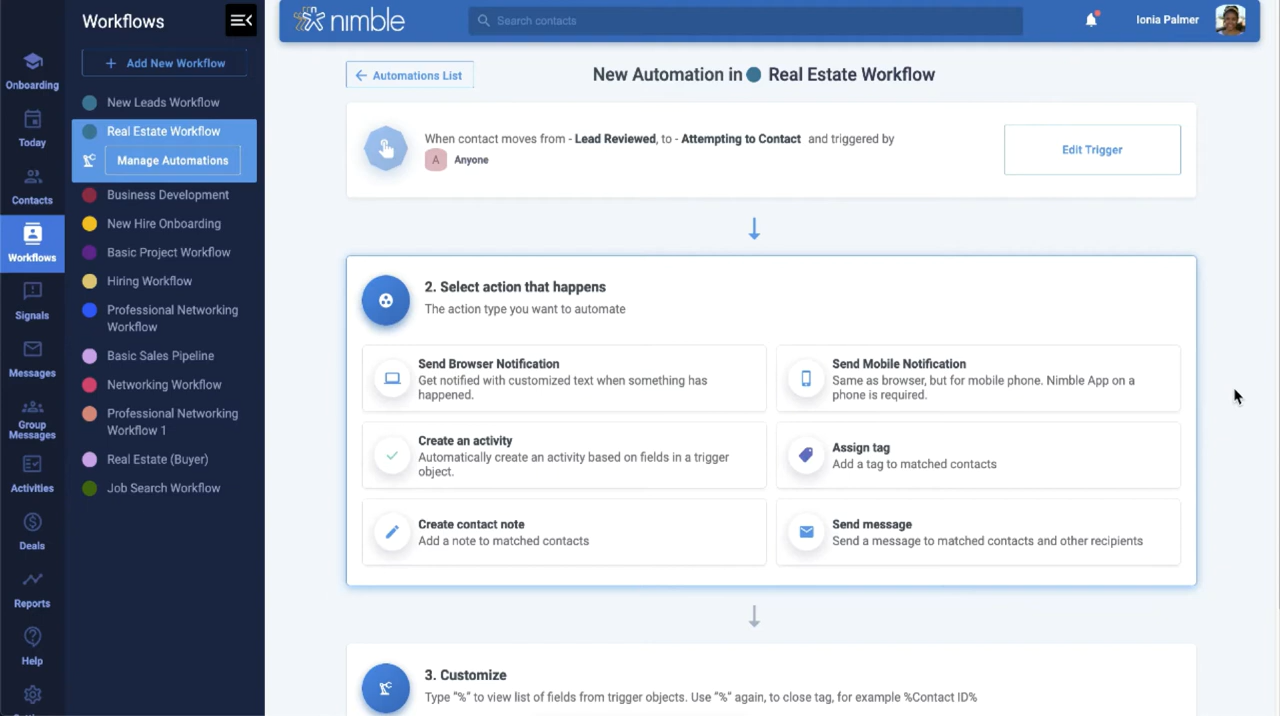 Workflows
Add New Workflow
New Leads Workflow
Real Estate Workflow
Manage Automations
Business Development
New Hire Onboarding
Basic Project Workflow
Hiring Workflow
Professional Networking
Workflow
Basic Sales Pipeline
Networking Workflow
Professional Networking
Workflow 1
Real Estate (Buyer)
Job Search Workflow
Onboarding
Today
Contacts
Workflows
Signals
Messages
Group
Messages
Activities
Deals
Reports
Help
nimble
Search contacts
Ionia Palmer
Automations List
New Automation in Real Estate Workflow
When contact moves from - Lead Reviewed, to - Attempting to Contact and triggered by
A Anyone
Edit Trigger
2. Select action that happens
The action type you want to automate
Send Browser Notification
Get notified with customized text when something has
happened.
Send Mobile Notification
Same as browser, but for mobile phone. Nimble App on a
phone is required.
Create an activity
Automatically create an activity based on fields in a trigger
object.
Assign tag
Add a tag to matched contacts
Create contact note
Add a note to matched contacts
Send message
Send a message to matched contacts and other recipients
3. Customize
Type "%" to view list of fields from trigger objects. Use "%" again, to close tag, for example %Contact ID%